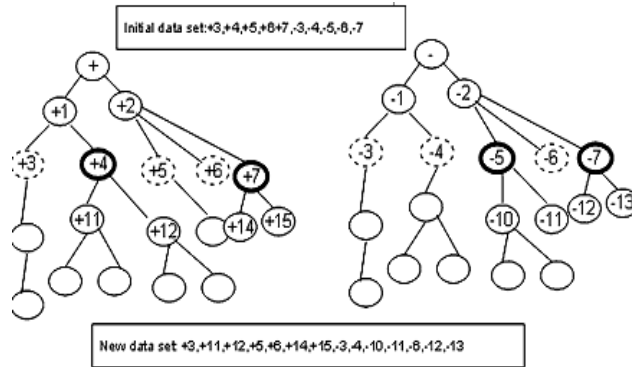 Initial data set:+3,+4,+5,+6+7,-3,-4,-5,-6,-7
+ -
+1 +2 -1 -2
+3 +4 +5 +6 +7 -3 -4 -5 -6 -7
+11 +12 +14 +15 -10 -11 -12 -13
New data set: +3,+11,+12,+5,+6,+14,+15,-3,-4,-10,-11,-6,-12,-13